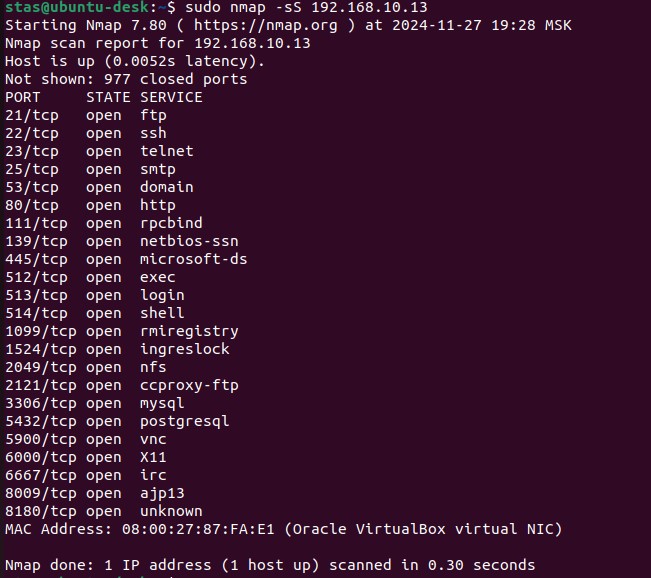 stas@ubuntu-desk:~$ sudo nmap -sS 192.168.10.13
Starting Nmap 7.80 ( https://nmap.org ) at 2024-11-27 19:28 MSK
Nmap scan report for 192.168.10.13
Host is up (0.0052s latency).
Not shown: 977 closed ports
PORT     STATE SERVICE
21/tcp   open  ftp
22/tcp   open  ssh
23/tcp   open  telnet
25/tcp   open  smtp
53/tcp   open  domain
80/tcp   open  http
111/tcp  open  rpcbind
139/tcp  open  netbios-ssn
445/tcp  open  microsoft-ds
512/tcp  open  exec
513/tcp  open  login
514/tcp  open  shell
1099/tcp open  rmiregistry
1524/tcp open  ingreslock
2049/tcp open  nfs
2121/tcp open  ccproxy-ftp
3306/tcp open  mysql
5432/tcp open  postgresql
5900/tcp open  vnc
6000/tcp open  X11
6667/tcp open  irc
8009/tcp open  ajp13
8180/tcp open  unknown
MAC Address: 08:00:27:87:FA:E1 (Oracle VirtualBox virtual NIC)
Nmap done: 1 IP address (1 host up) scanned in 0.30 seconds